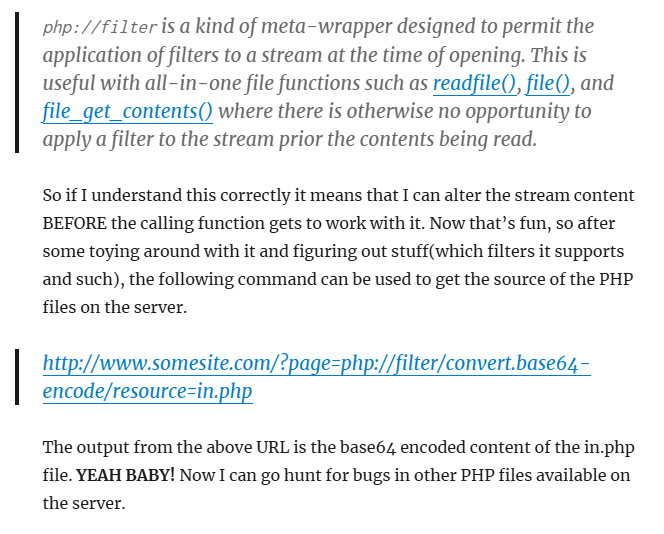 php://filter is a kind of meta-wrapper designed to permit the
application of filters to a stream at the time of opening. This is
useful with all-in-one file functions such as readfile(), file(), and
file_get_contents() where there is otherwise no opportunity to
apply a filter to the stream prior the contents being read.
So if I understand this correctly it means that I can alter the stream content
BEFORE the calling function gets to work with it. Now that’s fun, so after
some toying around with it and figuring out stuff(which filters it supports
and such), the following command can be used to get the source of the PHP
files on the server.
http://www.somesite.com/?page=php://filter/convert.base64-
encode/resource=in.php
The output from the above URL is the base64 encoded content of the in.php
file. YEAH BABY! Now I can go hunt for bugs in other PHP files available on
the server.